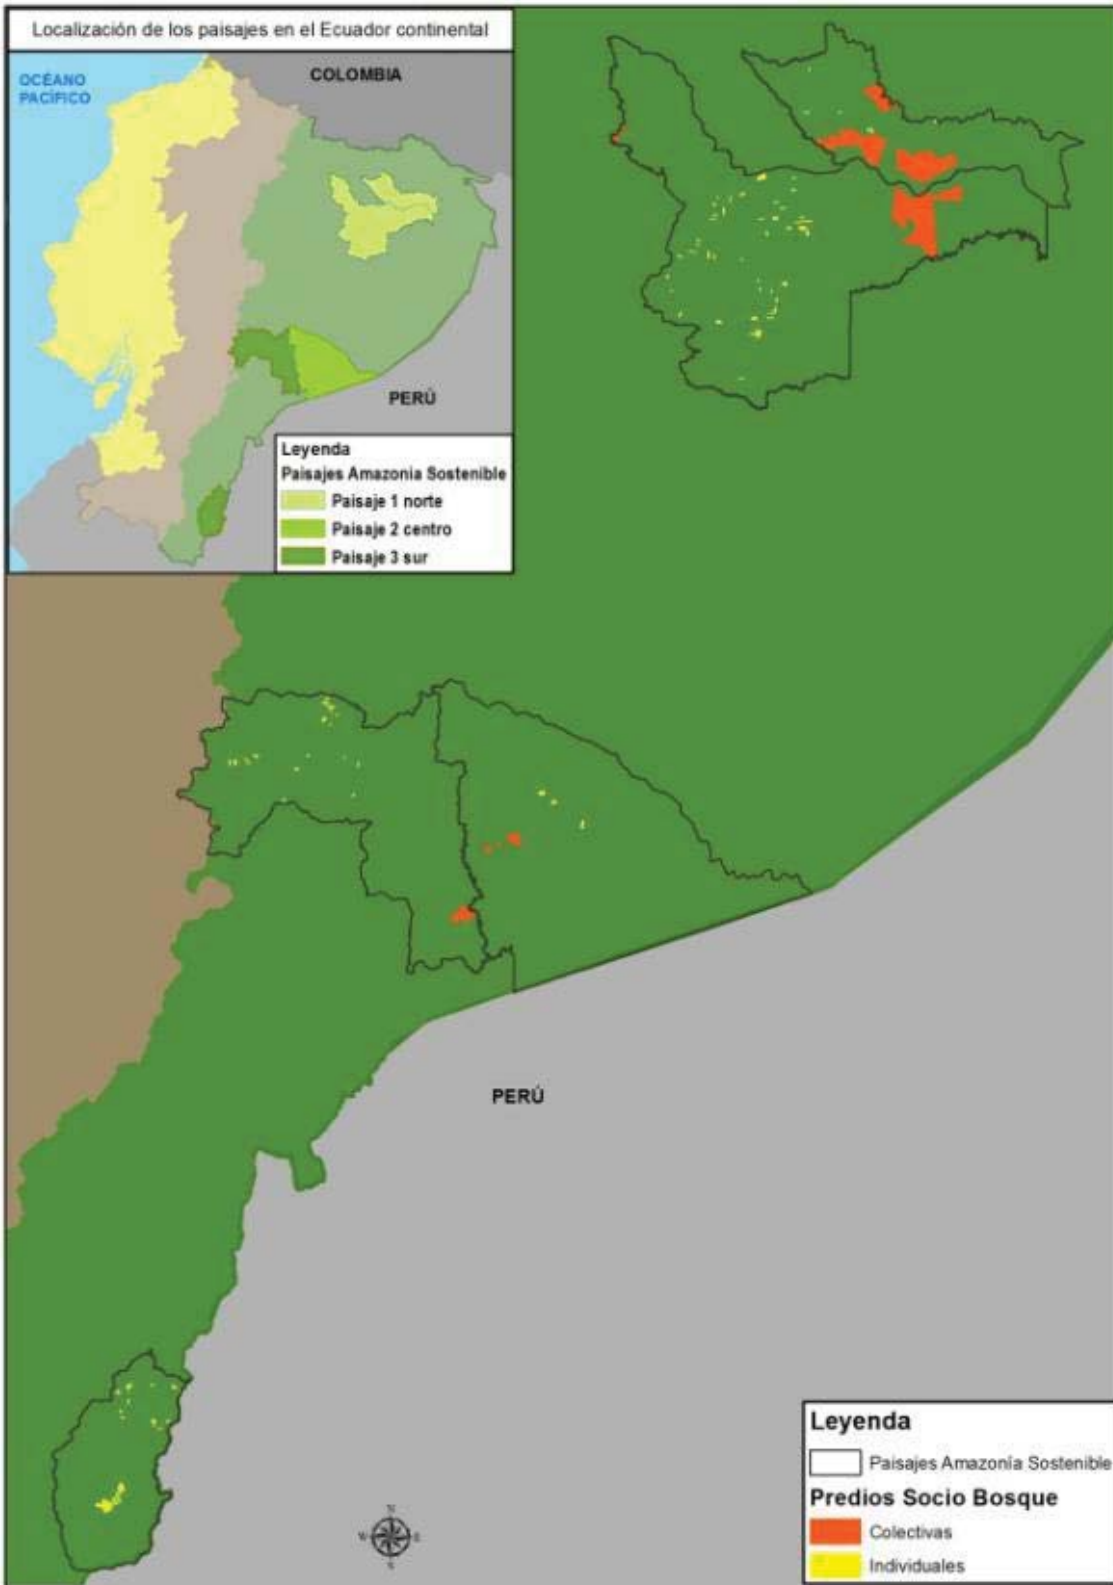 Localización de los paisajes en el Ecuador continental
OCÉANO
PACÍFICO
COLOMBIA
PERÚ
Leyenda
Paisajes Amazonia Sostenible
Paisaje 1 norte
Paisaje 2 centro
Paisaje 3 sur
PERÚ
N
W
E
S
Leyenda
Paisajes Amazonía Sostenible
Predios Socio Bosque
Colectivas
Individuales